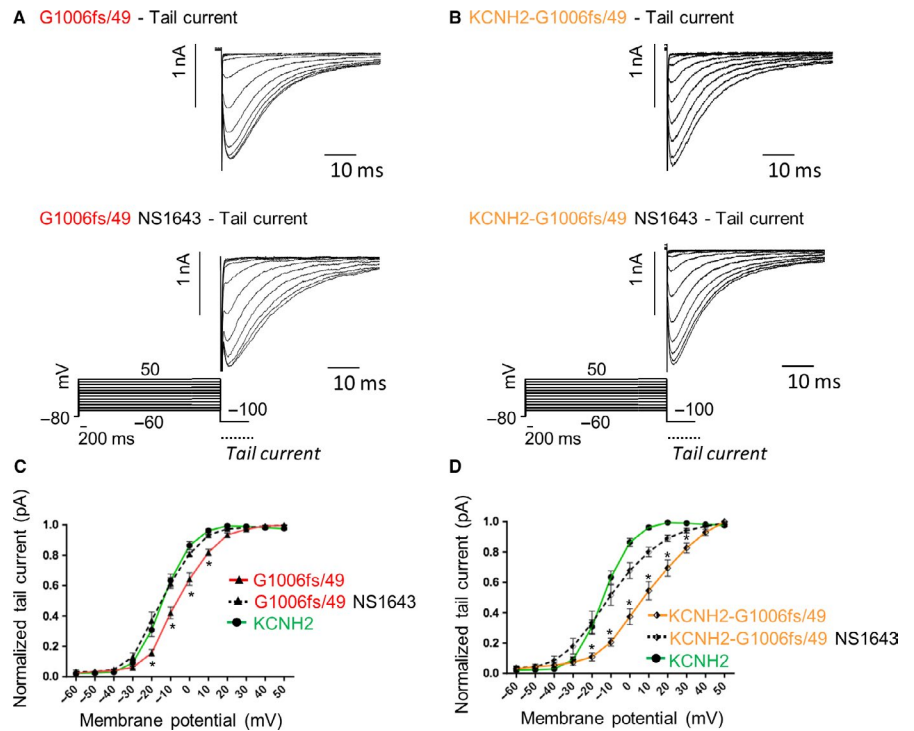 A
G1006fs/49 - Tail current
1 nA
10 ms
G1006fs/49 NS1643 - Tail current
1 nA
10 ms
mV
50
−80
−60
−100
200 ms
Tail current
B
KCNH2-G1006fs/49 - Tail current
1 nA
10 ms
KCNH2-G1006fs/49 NS1643 - Tail current
1 nA
10 ms
mV
50
−80
−60
−100
200 ms
Tail current
C
Normalized tail current (pA)
1.0
0.8
0.6
0.4
0.2
0.0
* * * *
G1006fs/49
G1006fs/49 NS1643
KCNH2
−60 −50 −40 −30 −20 −10 0 10 20 30 40 50
Membrane potential (mV)
D
Normalized tail current (pA)
1.0
0.8
0.6
0.4
0.2
0.0
* * * * * *
KCNH2-G1006fs/49
KCNH2-G1006fs/49 NS1643
KCNH2
−60 −50 −40 −30 −20 −10 0 10 20 30 40 50
Membrane potential (mV)